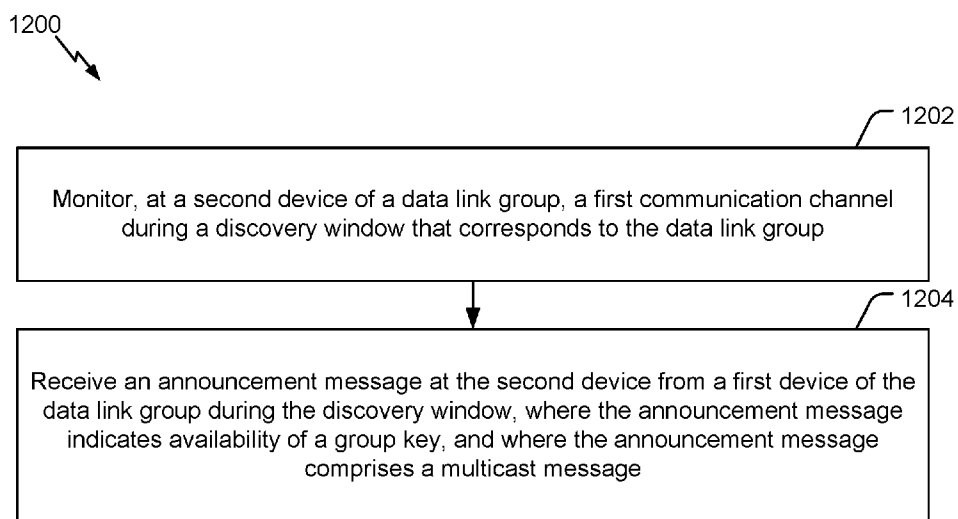 1200
1202
Monitor, at a second device of a data link group, a first communication channel
during a discovery window that corresponds to the data link group
1204
Receive an announcement message at the second device from a first device of the
data link group during the discovery window, where the announcement message
indicates availability of a group key, and where the announcement message
comprises a multicast message